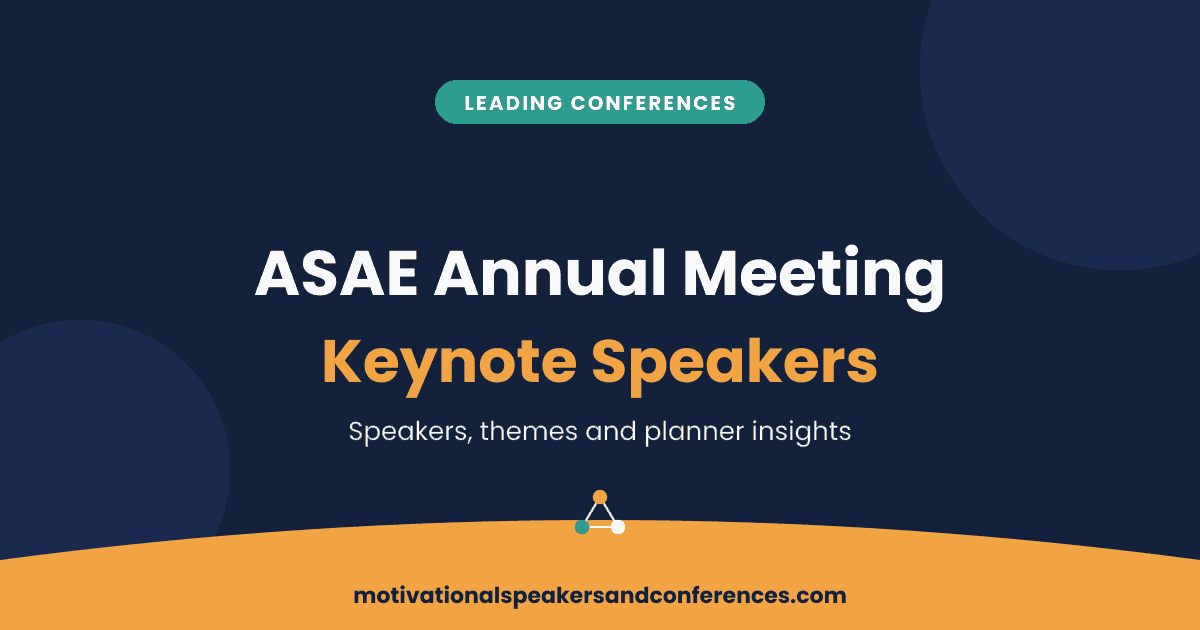 LEADING CONFERENCES
ASAE Annual Meeting
Keynote Speakers
Speakers, themes and planner insights
motivationalspeakersandconferences.com